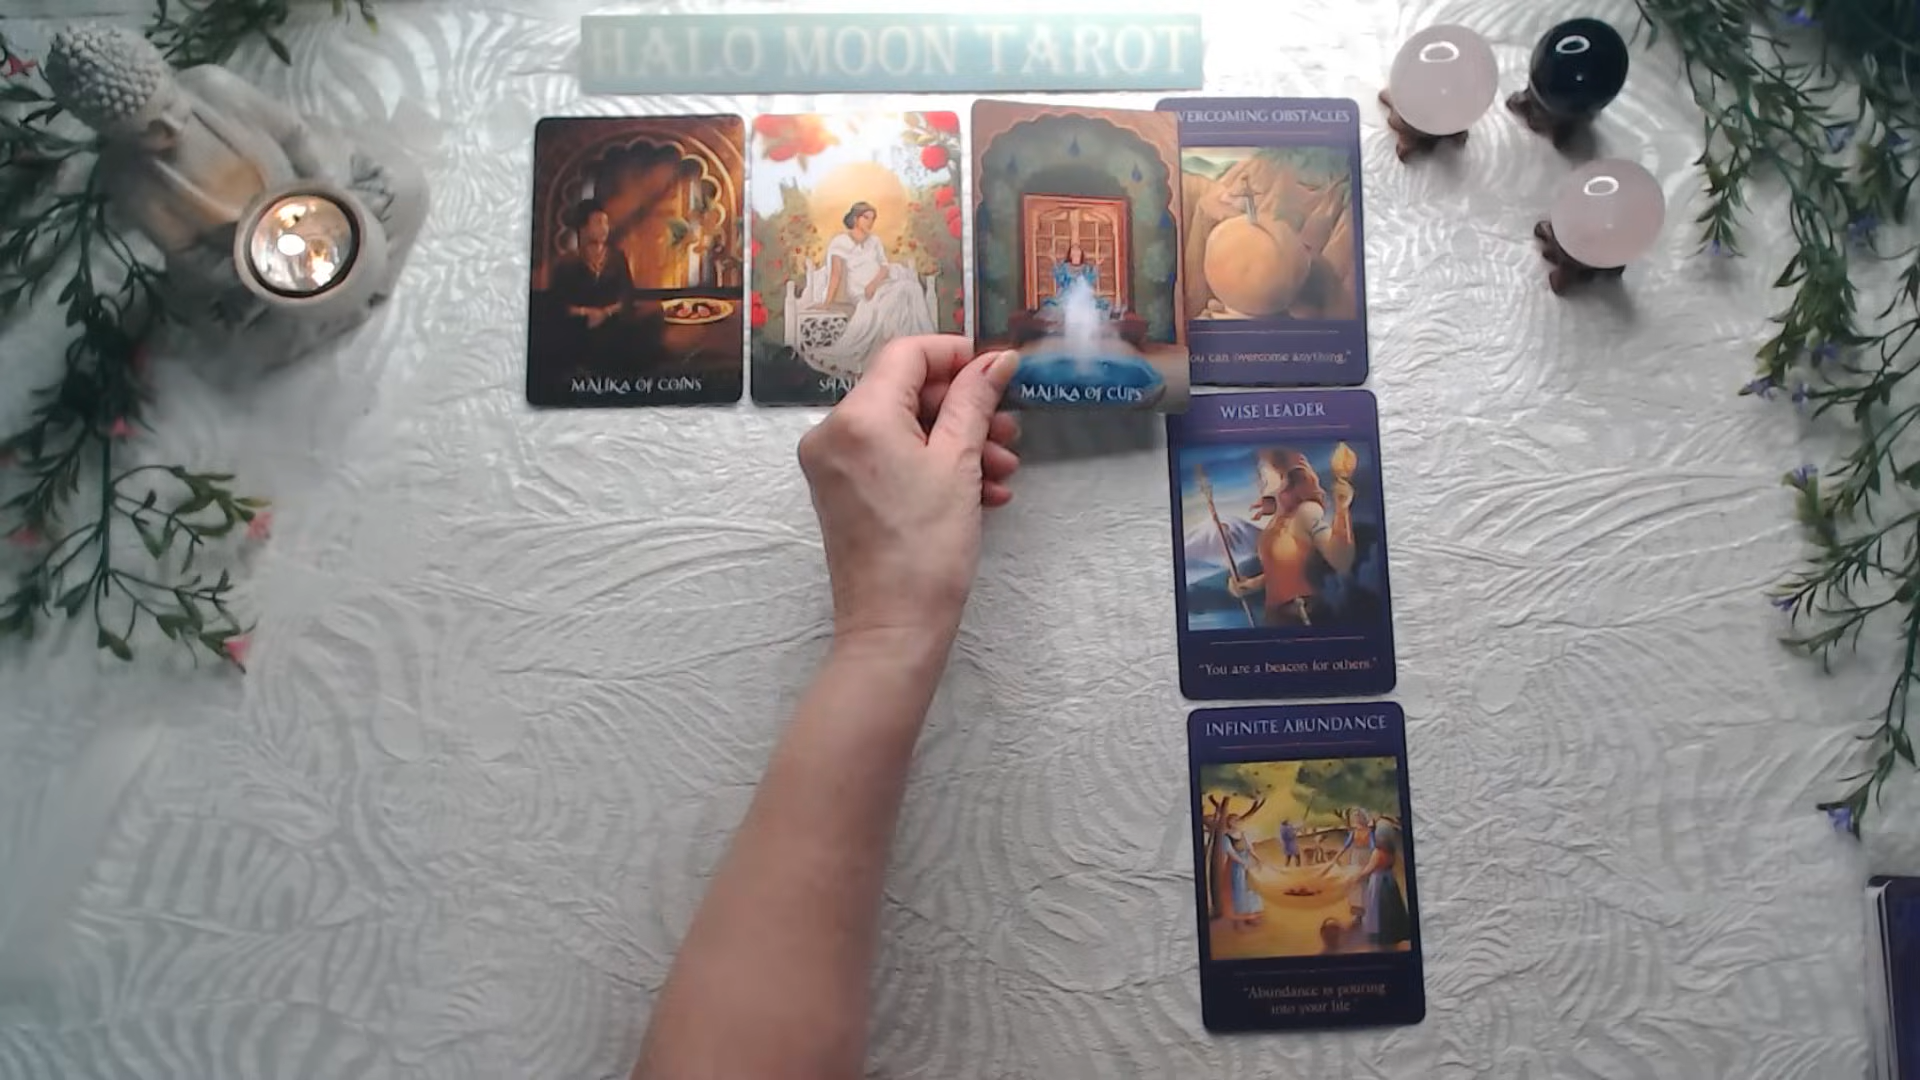 HALO MOON TAROT
MALIKA OF COINS
MALIKA OF CUPS
VERCOMING OBSTACLES
ou can overcome anything."
WISE LEADER
"You are a beacon for others."
INFINITE ABUNDANCE
"Abundance is pouring
into your life."